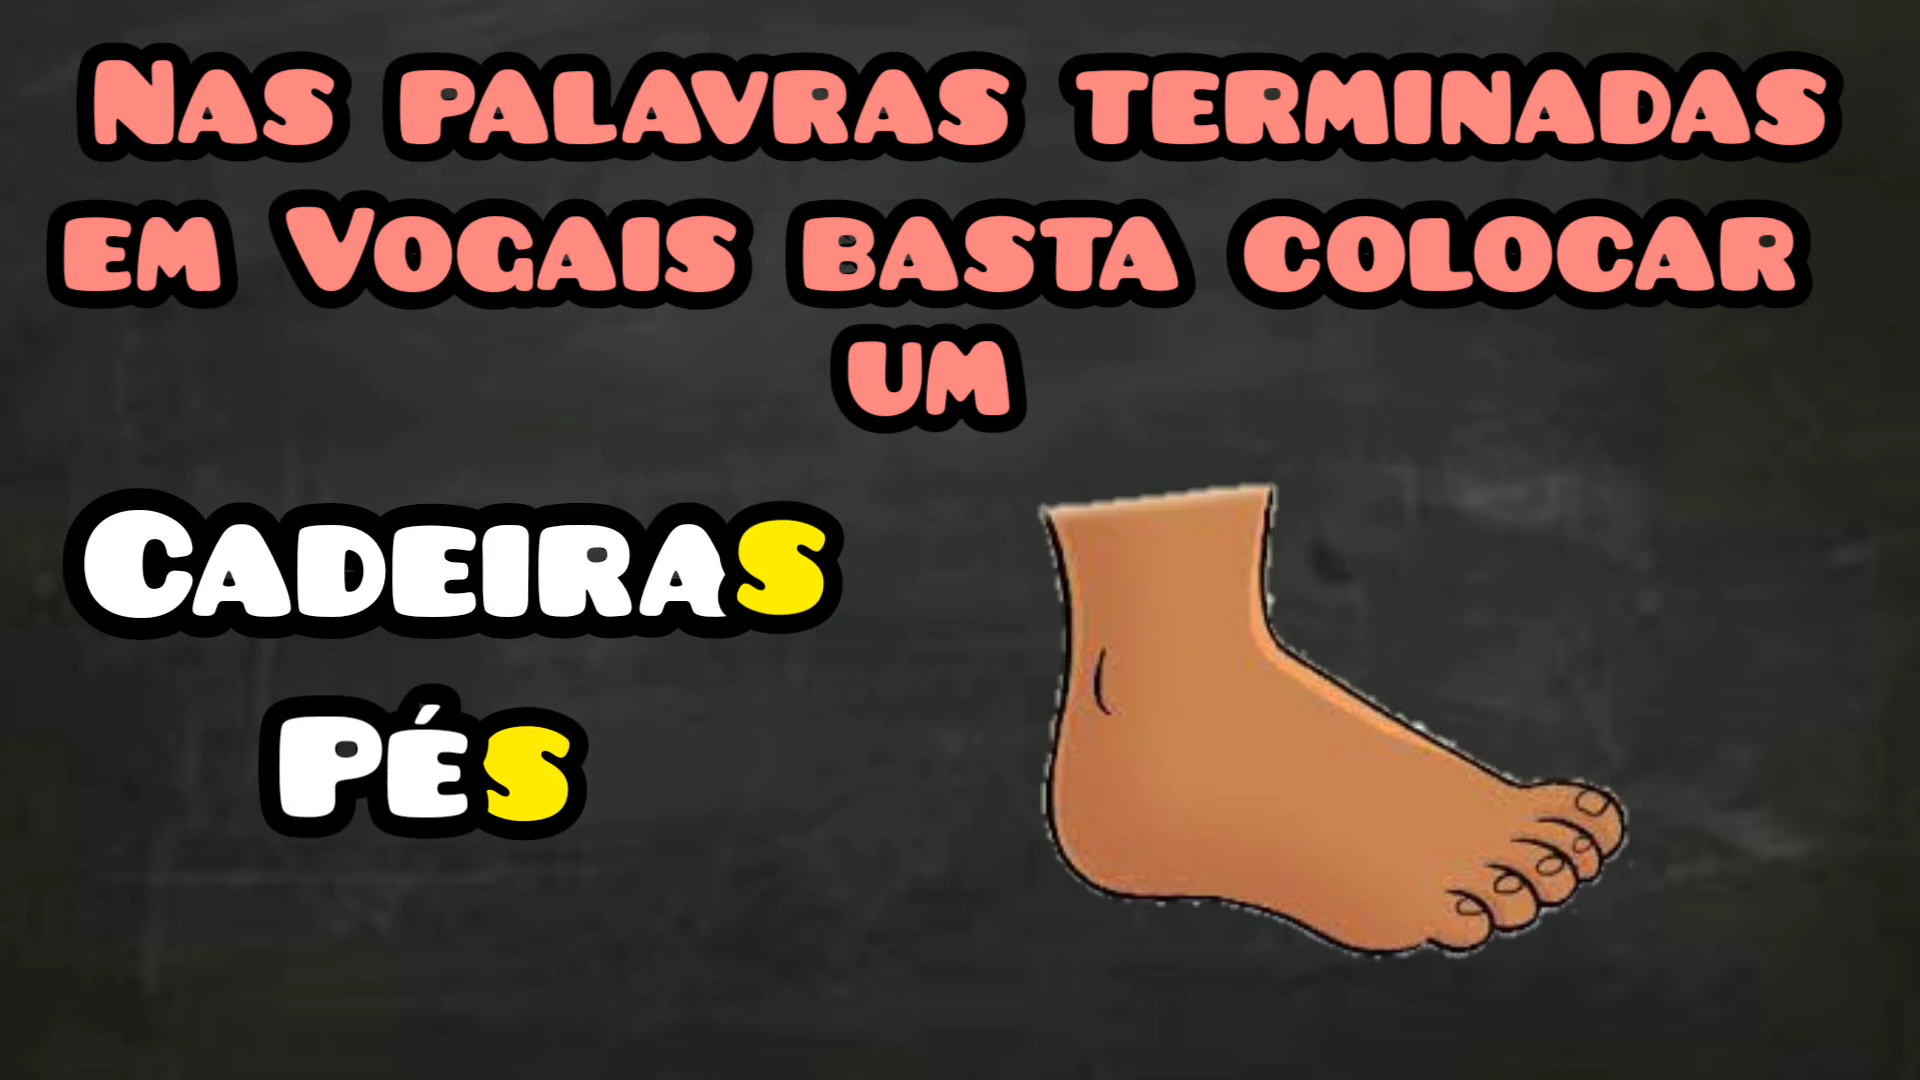 Nas palavras terminadas
em Vogais basta colocar
um
Cadeiras
Pés